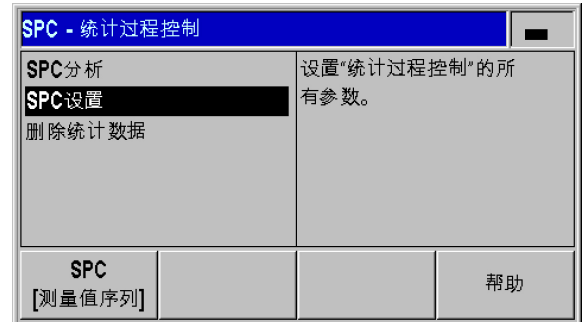 SPC - 统计过程控制
SPC分析
SPC设置
删除统计数据
设置“统计过程控制”的所
有参数。
SPC
[测量值序列]
帮助